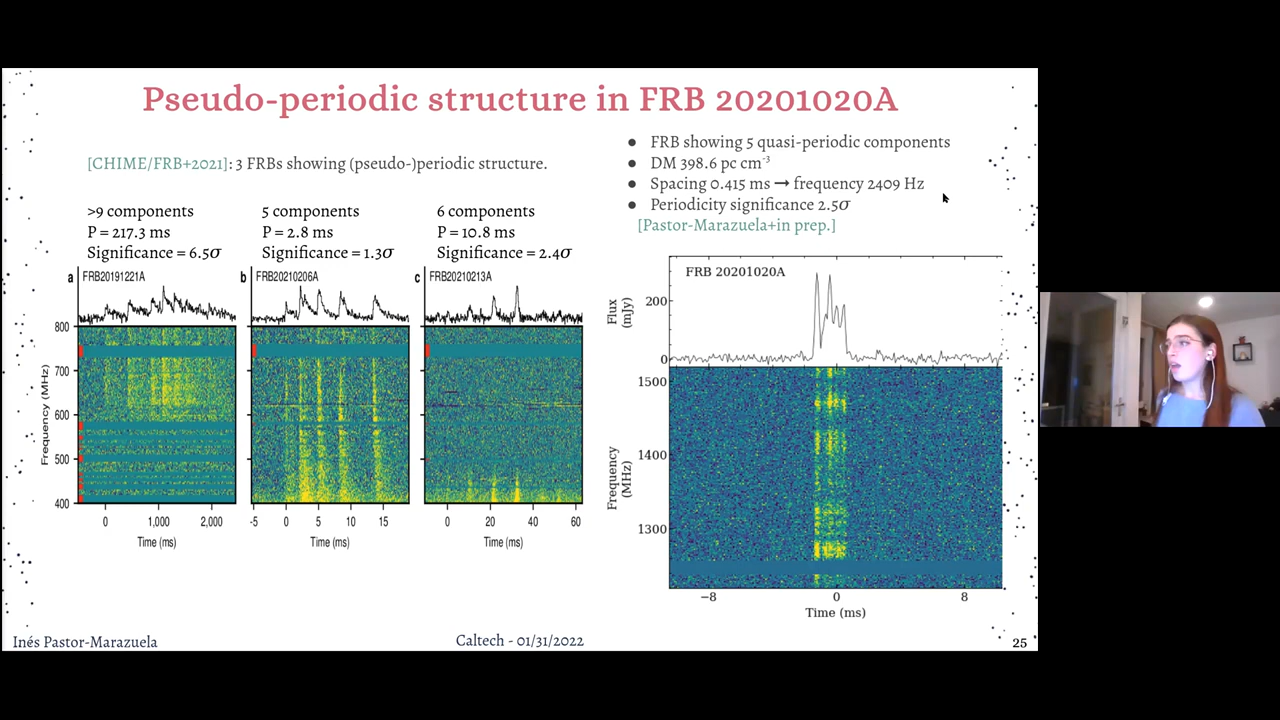 Pseudo-periodic structure in FRB 20201020A
[CHIME/FRB+2021]: 3 FRBs showing (pseudo-)periodic structure.
>9 components
P = 217.3 ms
Significance = 6.5σ
5 components
P = 2.8 ms
Significance = 1.3σ
6 components
P = 10.8 ms
Significance = 2.4σ
a FRB20191221A
b FRB20210206A
c FRB20210213A
800
700
600
500
400
Frequency (MHz)
0 1,000 2,000
Time (ms)
-5 0 5 10 15
Time (ms)
0 20 40 60
Time (ms)
● FRB showing 5 quasi-periodic components
● DM 398.6 pc cm⁻³
● Spacing 0.415 ms → frequency 2409 Hz
● Periodicity significance 2.5σ
[Pastor-Marazuela+in prep.]
FRB 20201020A
Flux
(mJy)
200
0
1500
1400
1300
Frequency
(MHz)
−8 0 8
Time (ms)
Inés Pastor-Marazuela
Caltech - 01/31/2022
25